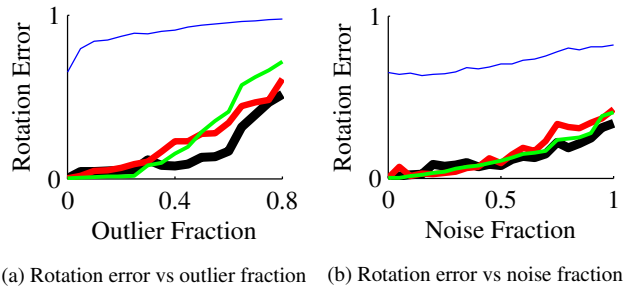 1
Rotation Error
0
0
0.4
0.8
Outlier Fraction
1
Rotation Error
0
0
0.5
1
Noise Fraction
(a) Rotation error vs outlier fraction
(b) Rotation error vs noise fraction